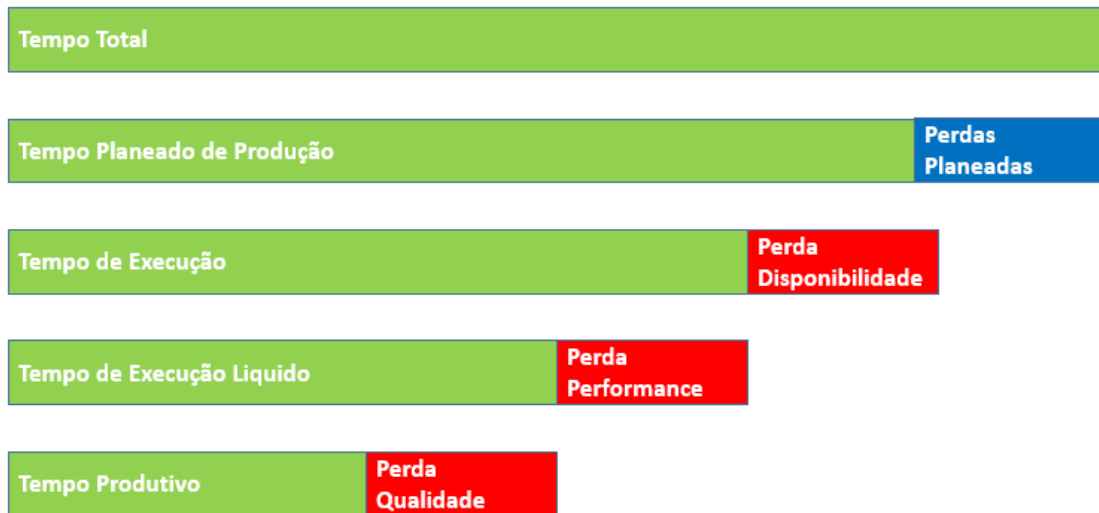 Tempo Total
Tempo Planeado de Produção
Perdas
Planeadas
Tempo de Execução
Perda
Disponibilidade
Tempo de Execução Liquido
Perda
Performance
Tempo Produtivo
Perda
Qualidade